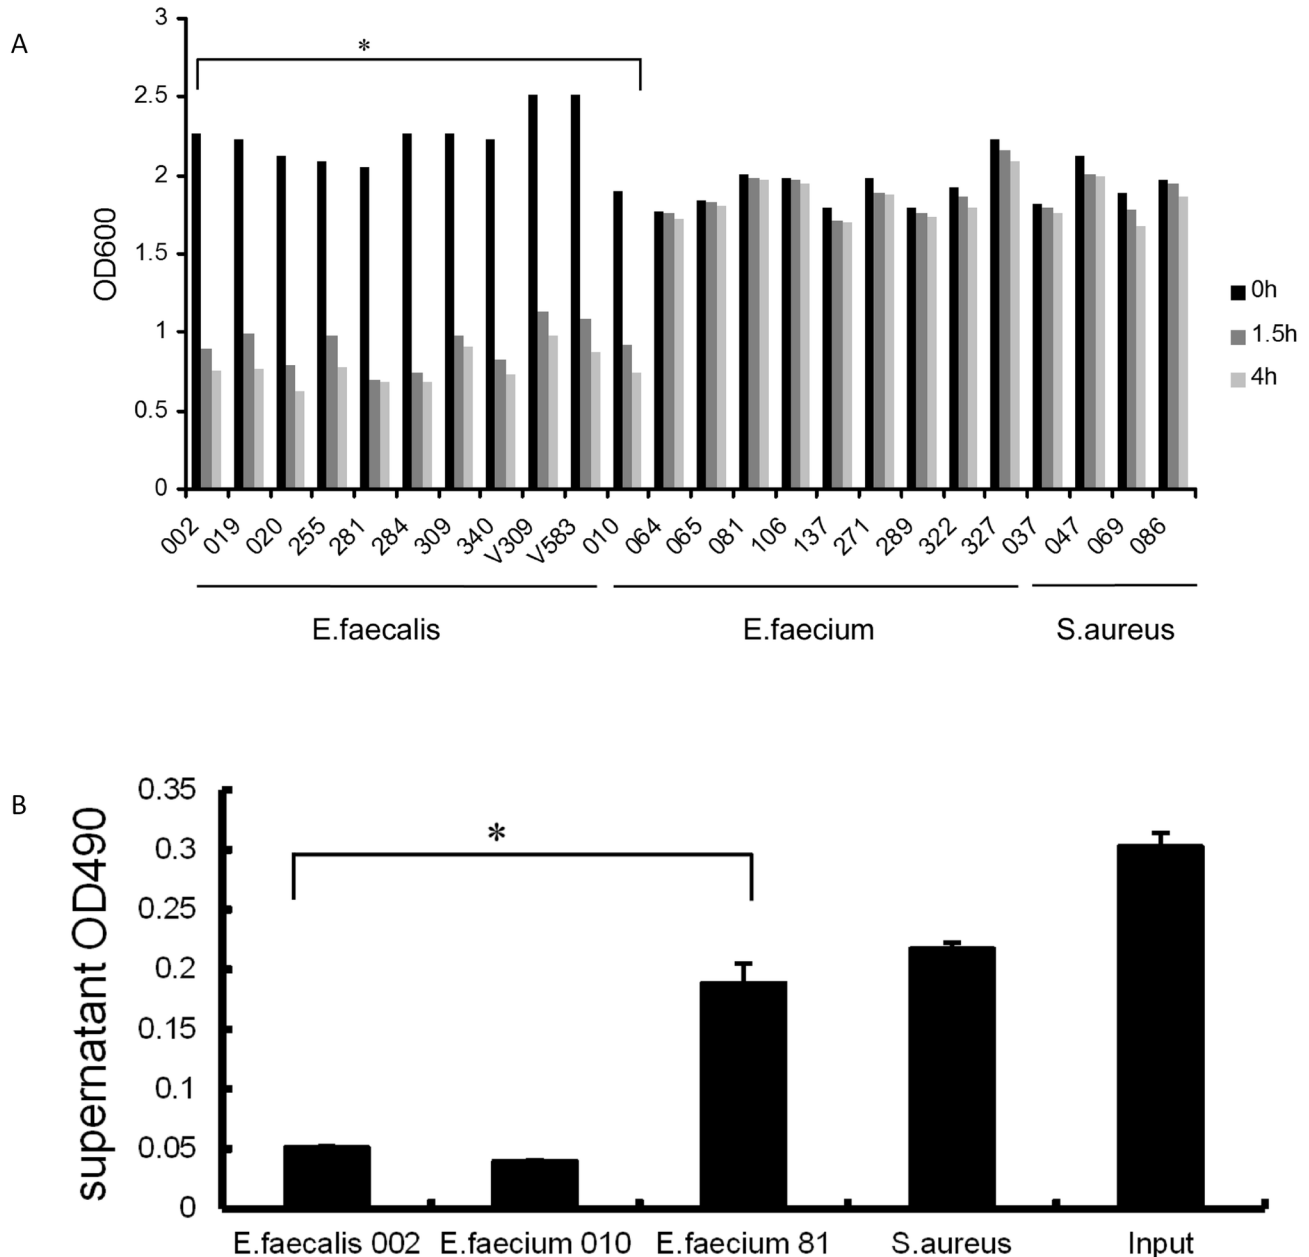 A
*
3
2.5
2
1.5
1
0.5
0
OD600
0h
1.5h
4h
002 019 020 255 281 284 309 340 V309 V583 010 064 065 081 106 137 271 289 322 327 037 047 069 086
E.faecalis E.faecium S.aureus
B
*
0.35
0.3
0.25
0.2
0.15
0.1
0.05
0
supernatant OD490
E.faecalis 002 E.faecium 010 E.faecium 81 S.aureus Input